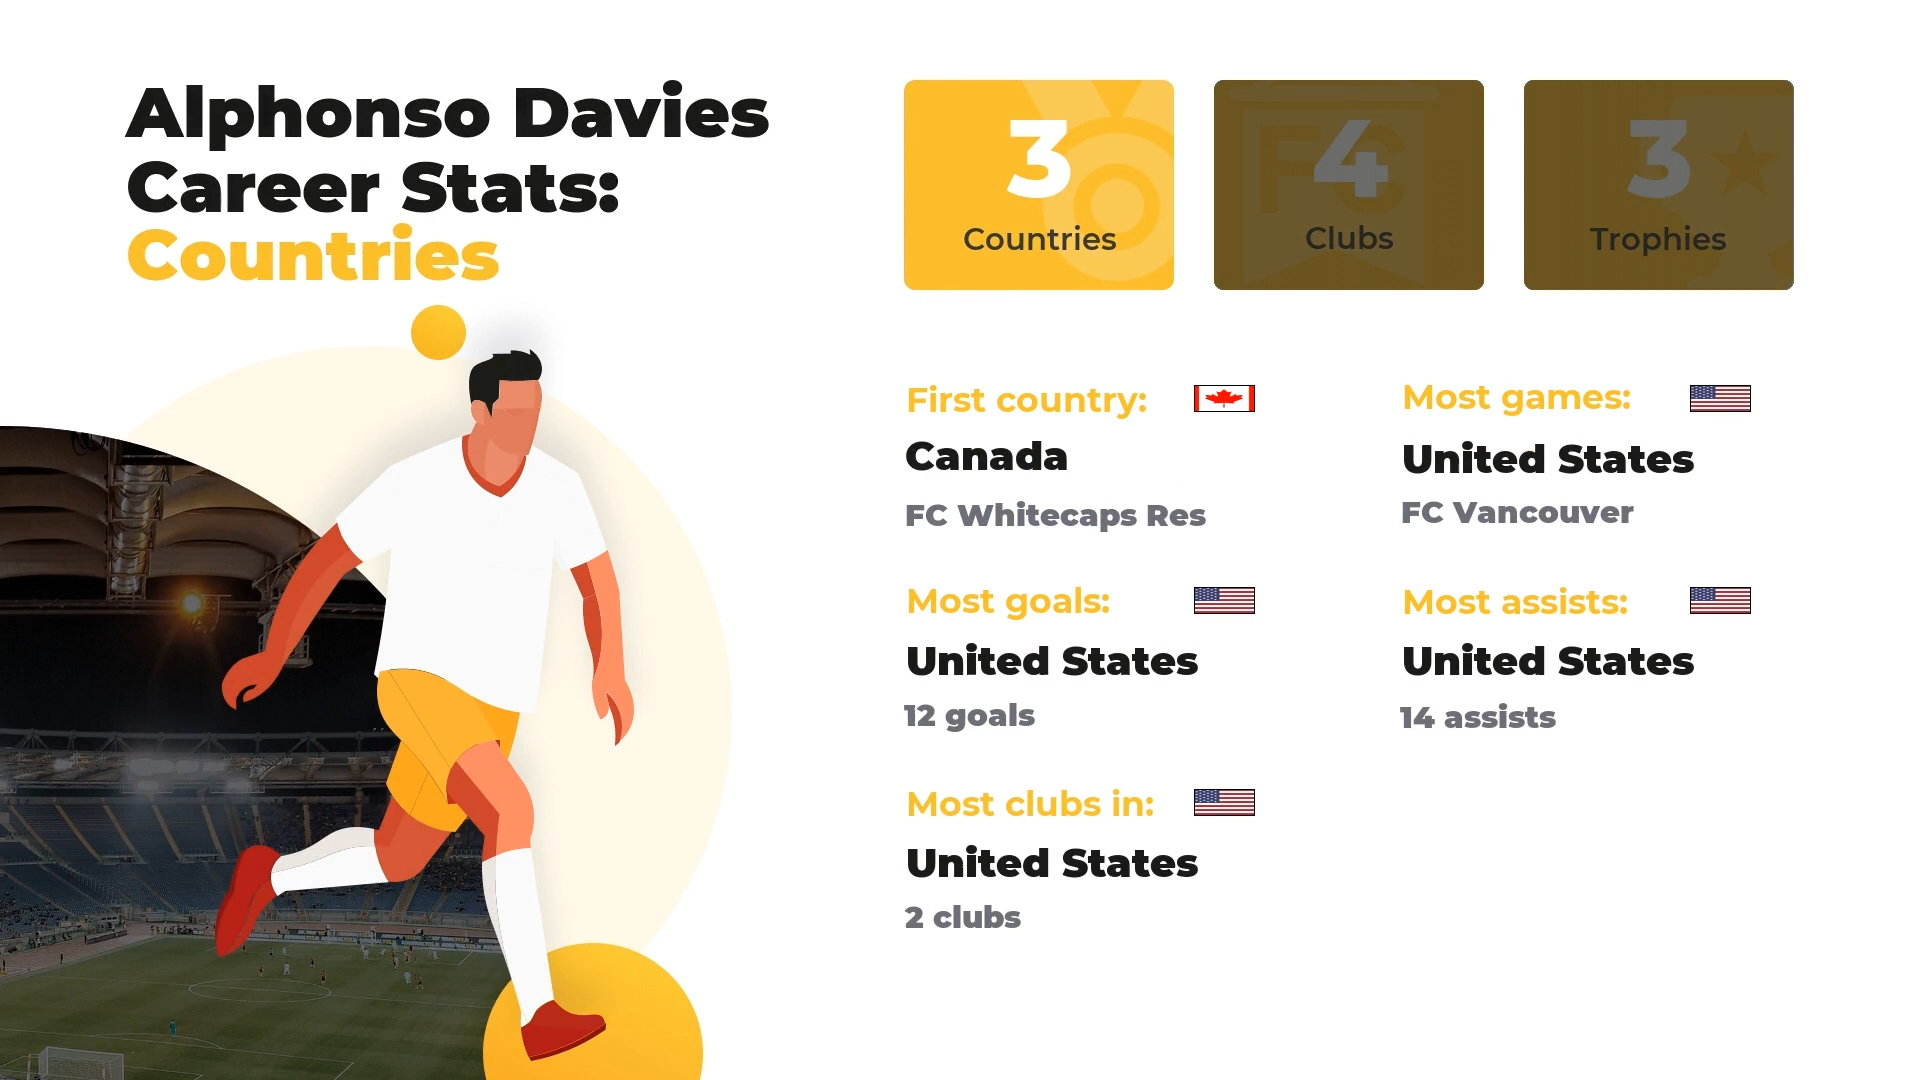 Alphonso Davies
Career Stats:
Countries
3
Countries
FC
4
Clubs
3
Trophies
First country:
Canada
FC Whitecaps Res
Most games:
United States
FC Vancouver
Most goals:
United States
12 goals
Most assists:
United States
14 assists
Most clubs in:
United States
2 clubs